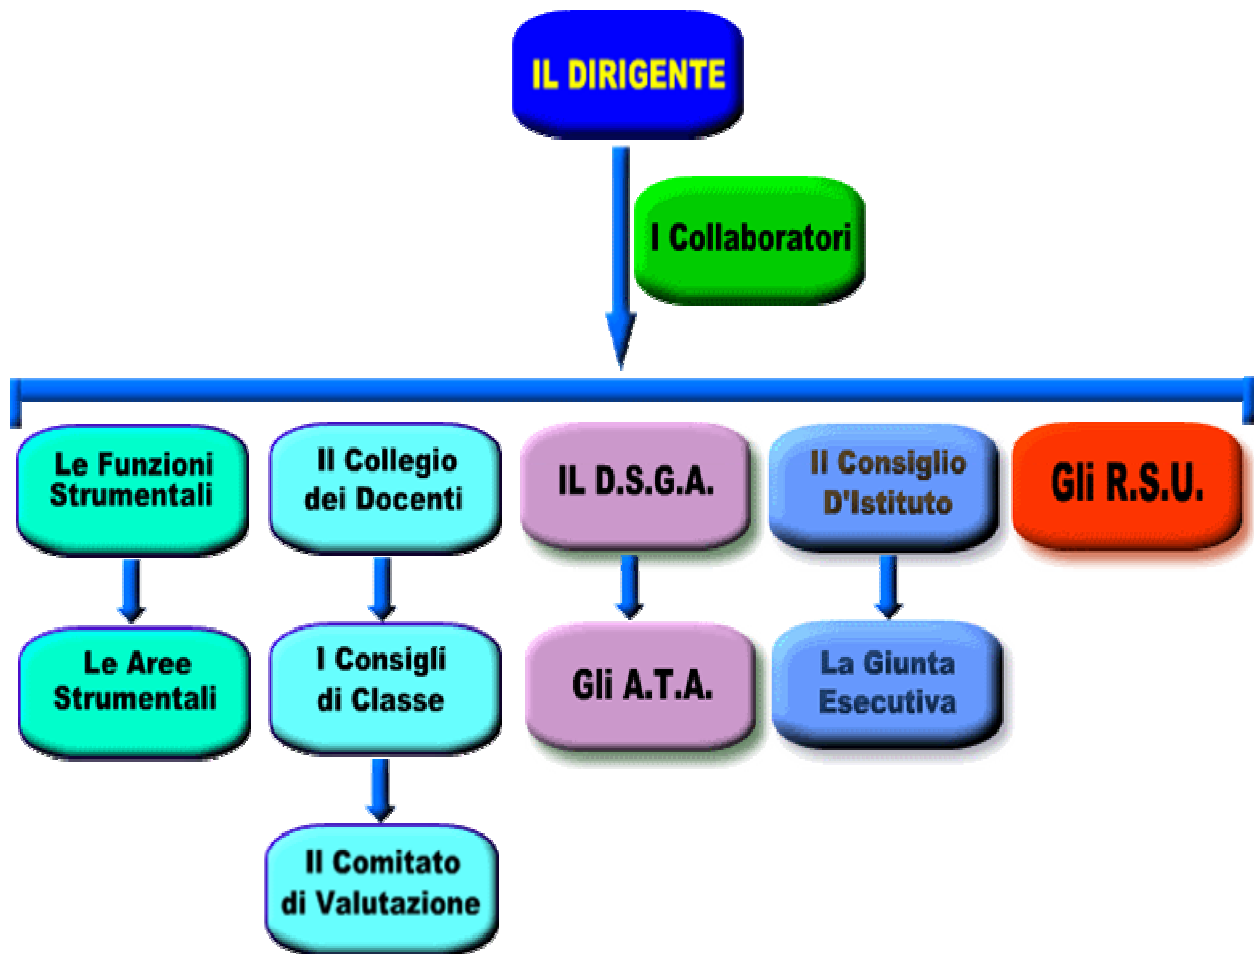 IL DIRIGENTE
I Collaboratori
Le Funzioni
Strumentali
Il Collegio
dei Docenti
IL D.S.G.A.
Il Consiglio
D'Istituto
Gli R.S.U.
Le Aree
Strumentali
I Consigli
di Classe
Gli A.T.A.
La Giunta
Esecutiva
Il Comitato
di Valutazione